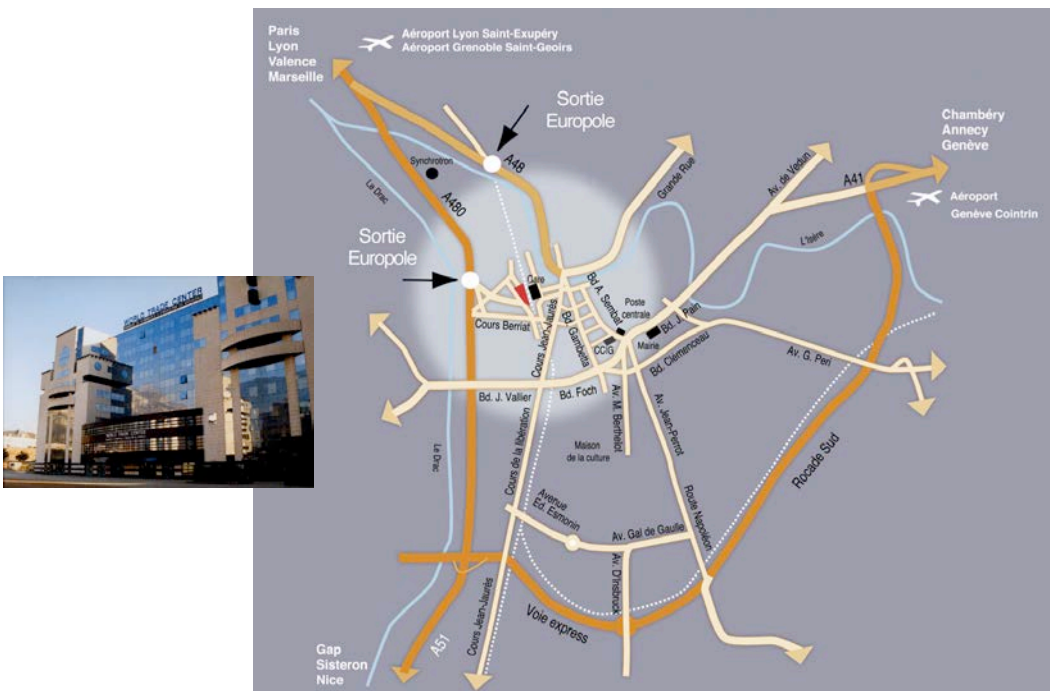 Paris
Lyon
Valence
Marseille
Aéroport Lyon Saint-Exupéry
Aéroport Grenoble Saint-Geoirs
Sortie
Europole
Chambéry
Annecy
Genève
Aéroport
Genève Cointrin
Synchrotron
A48
A480
Le Drac
Grande Rue
Av. de Vedun
A41
L'Isère
Sortie
Europole
WORLD TRADE CENTER
Gare
Bd A. Sembat
Poste
centrale
Bd. J. Pain
Cours Berriat
Cours Jean-Jaurès
Bd. Gambetta
CCIG
Mairie
Bd. Clémenceau
Av. G. Peri
Bd. J. Vallier
Bd. Foch
Av. M. Berthelot
Av. Jean-Perrot
Maison
de la culture
Le Drac
Cours de la libération
Rocade Sud
Avenue
Ed. Esmonin
Av. Gal de Gaulle
Route Napoléon
Av. D'Insbruck
Voie express
Cours Jean-Jaurès
A51
Gap
Sisteron
Nice